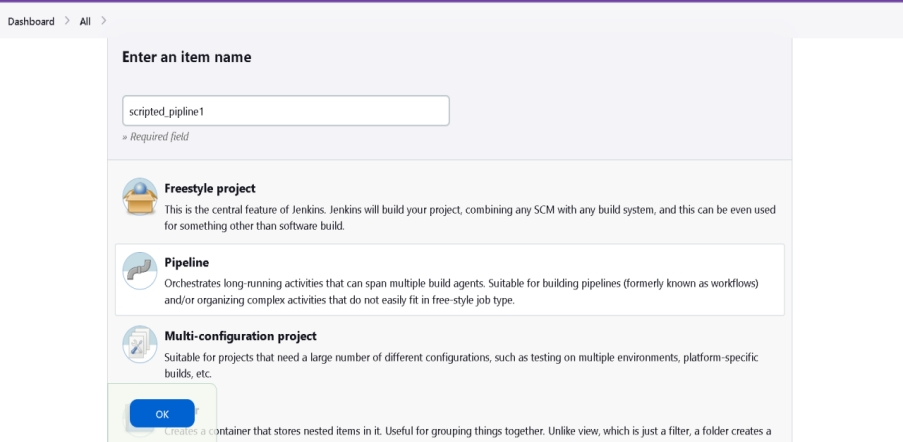 Dashboard > All >
Enter an item name
scripted_pipline1
» Required field
Freestyle project
This is the central feature of Jenkins. Jenkins will build your project, combining any SCM with any build system, and this can be even used
for something other than software build.
Pipeline
Orchestrates long-running activities that can span multiple build agents. Suitable for building pipelines (formerly known as workflows)
and/or organizing complex activities that do not easily fit in free-style job type.
Multi-configuration project
Suitable for projects that need a large number of different configurations, such as testing on multiple environments, platform-specific
builds, etc.
OK
Creates a container that stores nested items in it. Useful for grouping things together. Unlike view, which is just a filter, a folder creates a